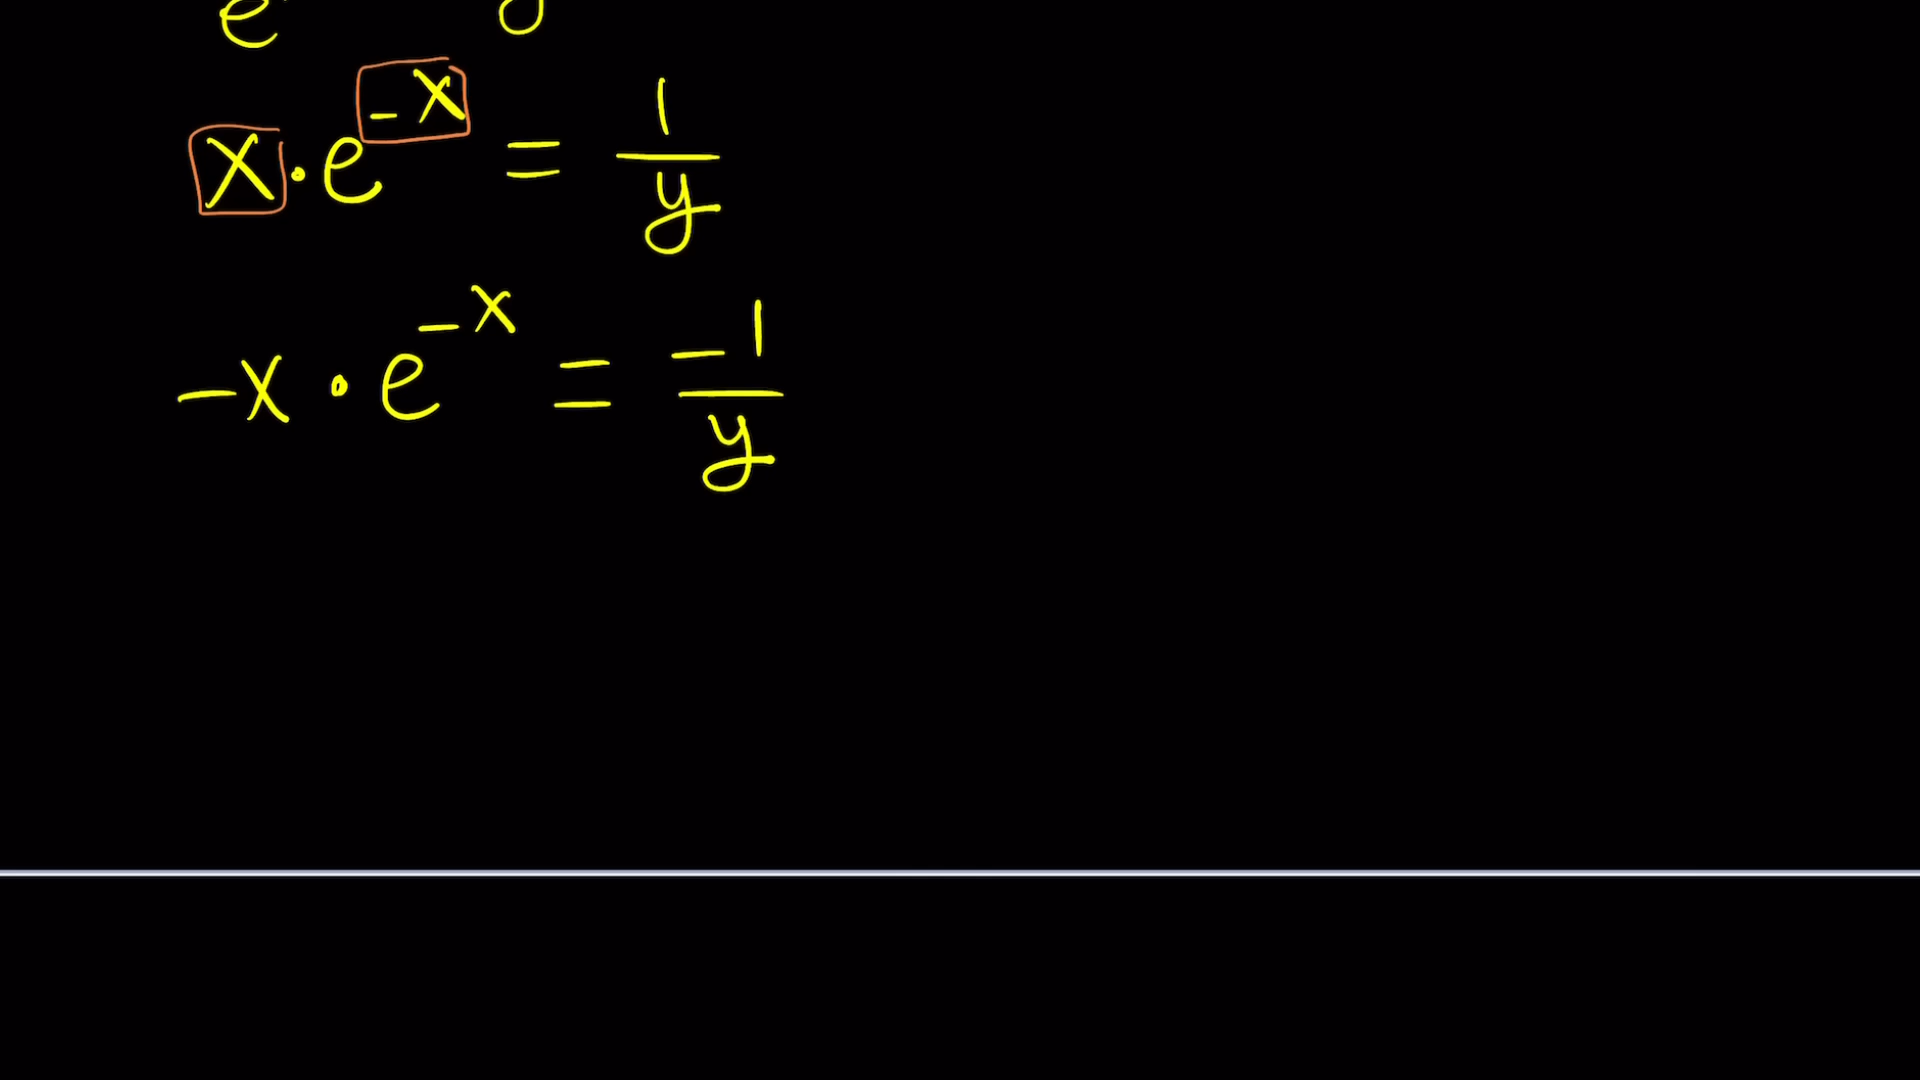 e
x · e^{-x} = 1/y
-x · e^{-x} = -1/y